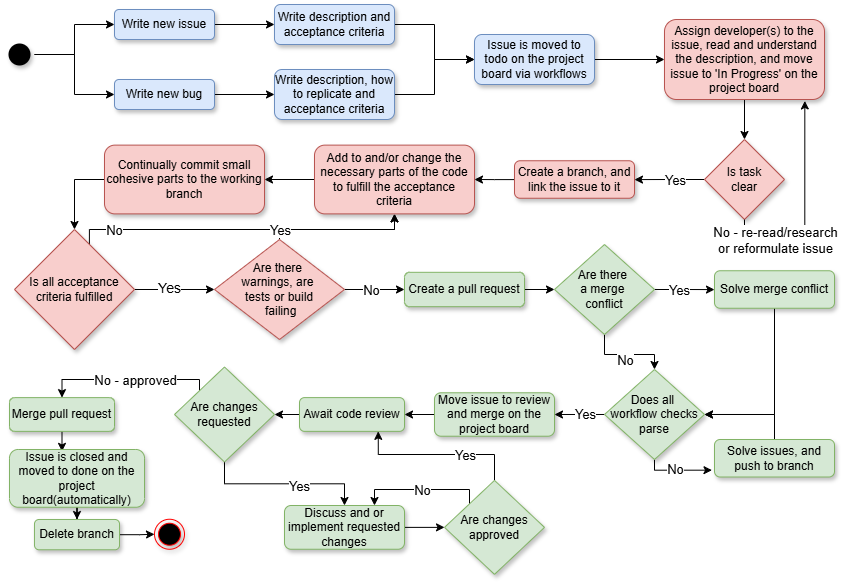 Write new issue
Write description and
acceptance criteria
Write new bug
Write description, how
to replicate and
acceptance criteria
Issue is moved to
todo on the project
board via workflows
Assign developer(s) to the
issue, read and understand
the description, and move
issue to 'In Progress' on the
project board
Is task
clear
No - re-read/research
or reformulate issue
Yes
Create a branch, and
link the issue to it
Add to and/or change the
necessary parts of the code
to fulfill the acceptance
criteria
Continually commit small
cohesive parts to the working
branch
Is all acceptance
criteria fulfilled
No
Yes
Are there
warnings, are
tests or build
failing
Yes
No
Create a pull request
Are there
a merge
conflict
Yes
Solve merge conflict
No
Does all
workflow checks
parse
No
Solve issues, and
push to branch
Yes
Move issue to review
and merge on the
project board
Await code review
Are changes
requested
Yes
Discuss and or
implement requested
changes
Are changes
approved
No
Yes
No - approved
Merge pull request
Issue is closed and
moved to done on the
project
board(automatically)
Delete branch